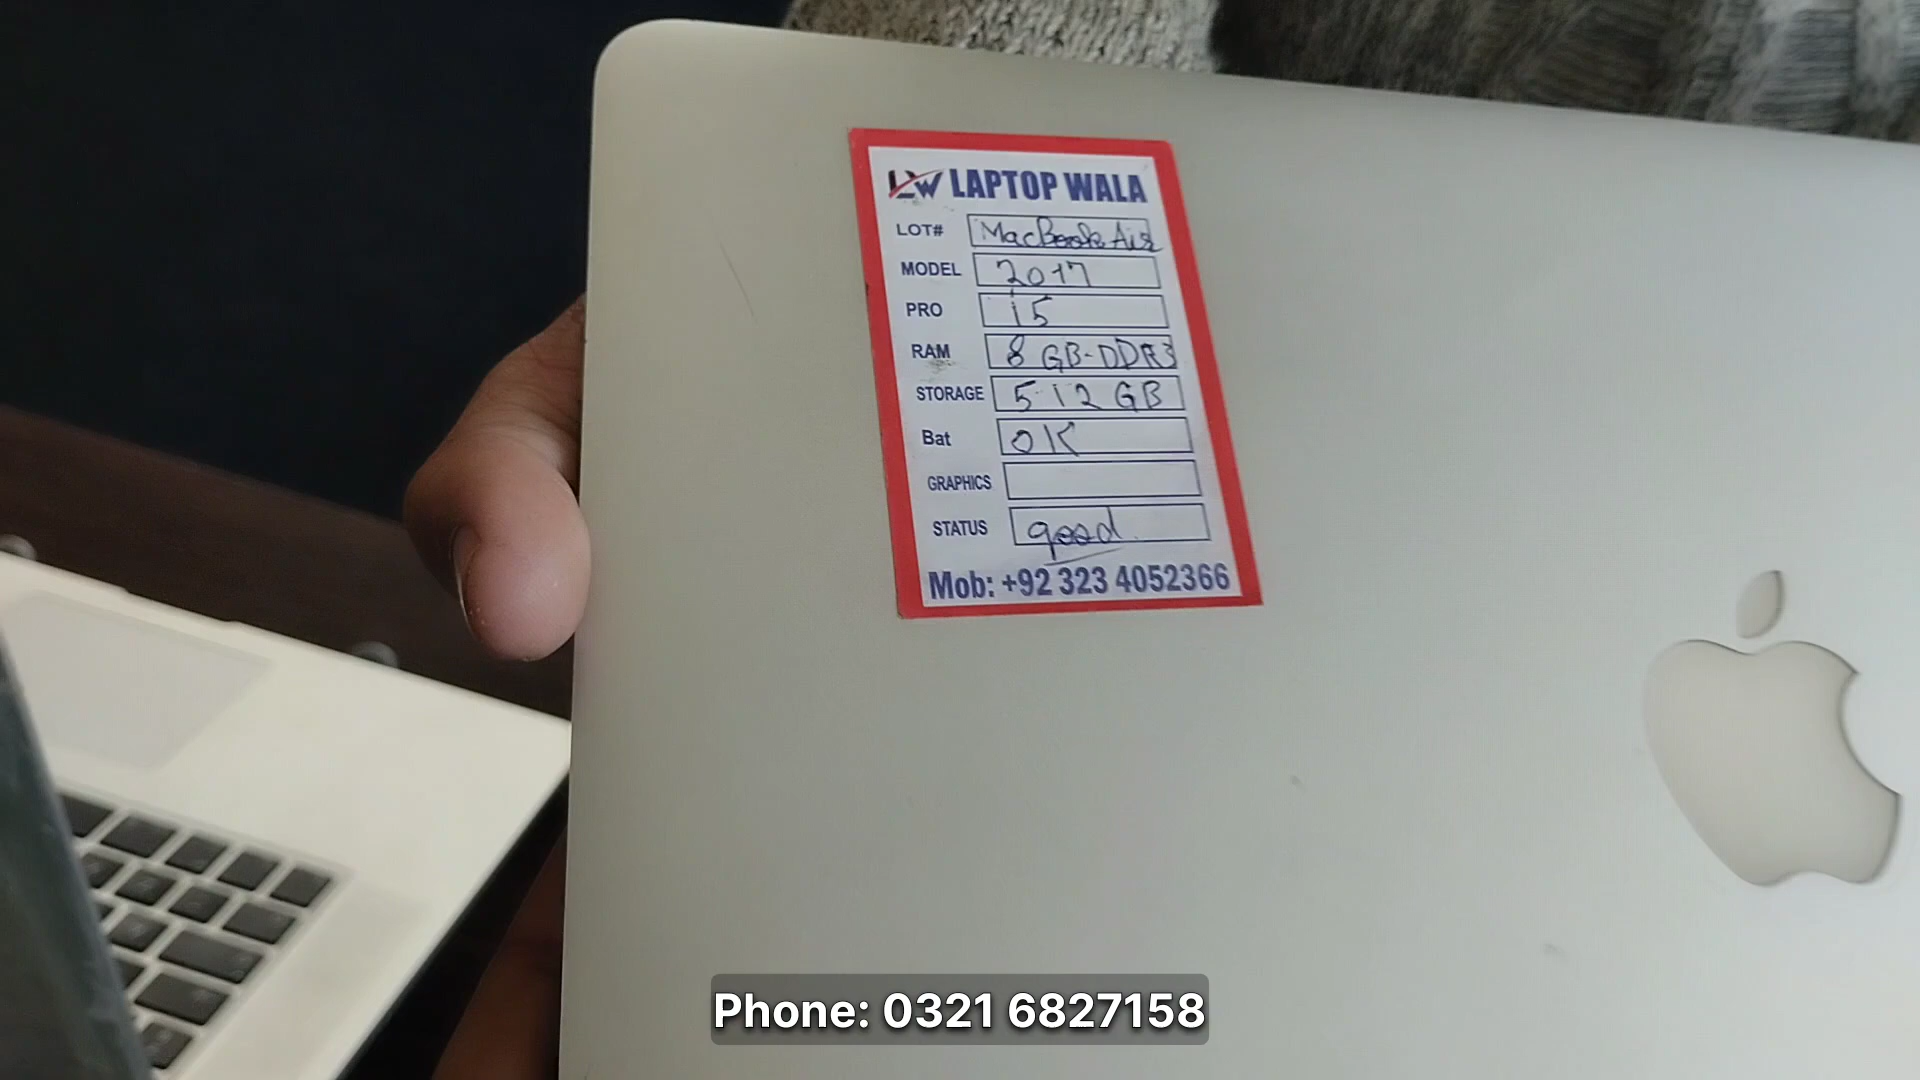 LW LAPTOP WALA
LOT# MacBook Air
MODEL 2017
PRO i5
RAM 8 GB-DDR3
STORAGE 512 GB
Bat OK
GRAPHICS
STATUS good
Mob: +92 323 4052366
Phone: 0321 6827158